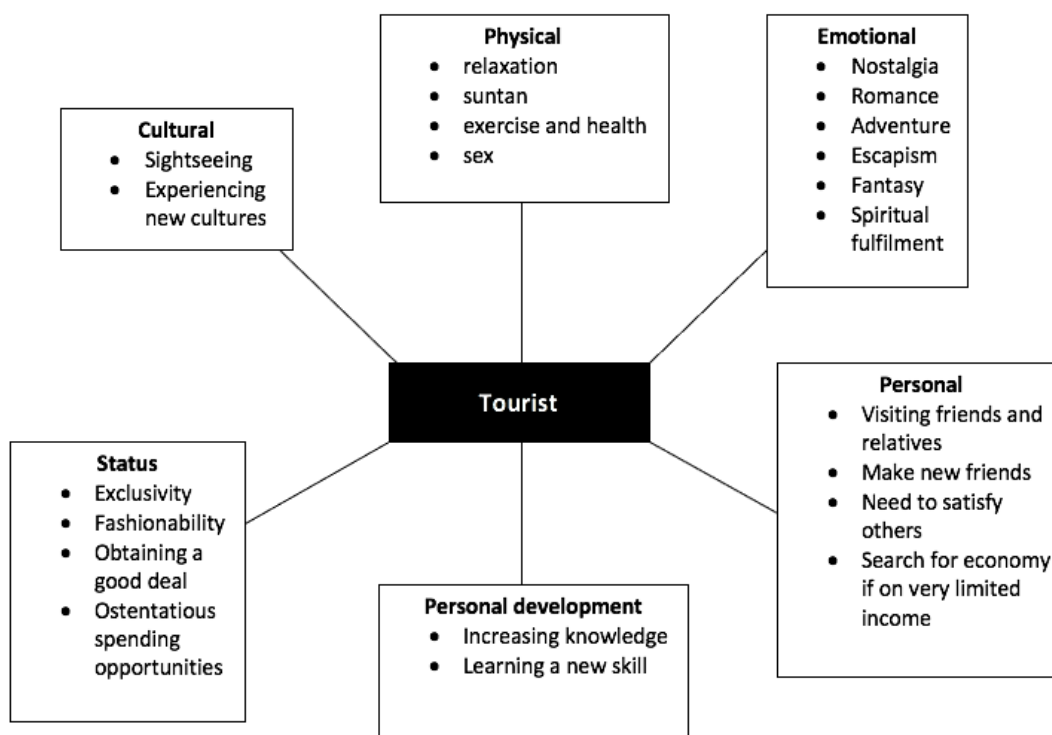 Physical
• relaxation
• suntan
• exercise and health
• sex
Emotional
• Nostalgia
• Romance
• Adventure
• Escapism
• Fantasy
• Spiritual
fulfilment
Cultural
• Sightseeing
• Experiencing
new cultures
Tourist
Personal
• Visiting friends and
relatives
• Make new friends
• Need to satisfy
others
• Search for economy
if on very limited
income
Status
• Exclusivity
• Fashionability
• Obtaining a
good deal
• Ostentatious
spending
opportunities
Personal development
• Increasing knowledge
• Learning a new skill